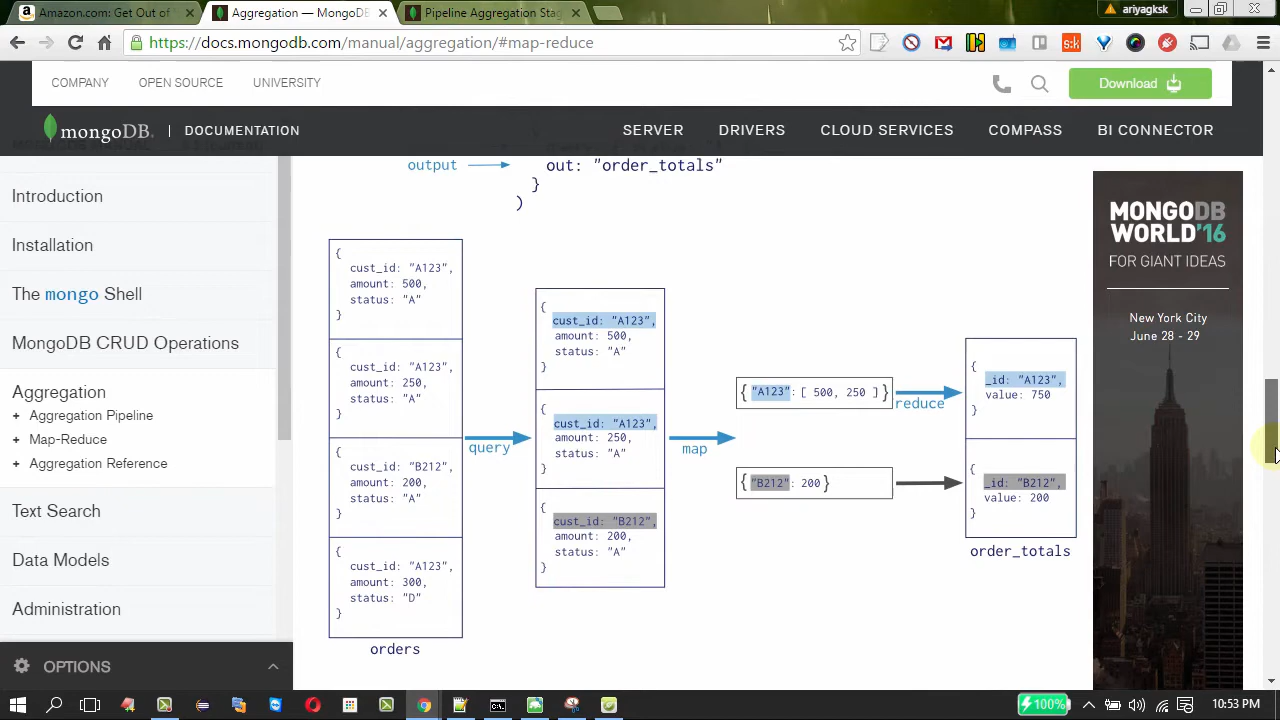 Amazon.com: Get Out of
Aggregation — MongoDB
Pipeline Aggregation Stag
ariyagksk
https://docs.mongodb.com/manual/aggregation/#map-reduce
COMPANY OPEN SOURCE UNIVERSITY
Download
mongoDB. DOCUMENTATION
SERVER DRIVERS CLOUD SERVICES COMPASS BI CONNECTOR
Introduction
Installation
The mongo Shell
MongoDB CRUD Operations
Aggregation
+ Aggregation Pipeline
+ Map-Reduce
+ Aggregation Reference
Text Search
Data Models
Administration
OPTIONS
output
out: "order_totals"
}
)
{
cust_id: "A123",
amount: 500,
status: "A"
}
{
cust_id: "A123",
amount: 250,
status: "A"
}
{
cust_id: "B212",
amount: 200,
status: "A"
}
{
cust_id: "A123",
amount: 300,
status: "D"
}
orders
query
{
cust_id: "A123",
amount: 500,
status: "A"
}
{
cust_id: "A123",
amount: 250,
status: "A"
}
{
cust_id: "B212",
amount: 200,
status: "A"
}
map
{"A123": [ 500, 250 ]}
{"B212": 200}
reduce
{
_id: "A123",
value: 750
}
{
_id: "B212",
value: 200
}
order_totals
MONGODB
WORLD'16
FOR GIANT IDEAS
New York City
June 28 - 29
s:k
100%
10:53 PM